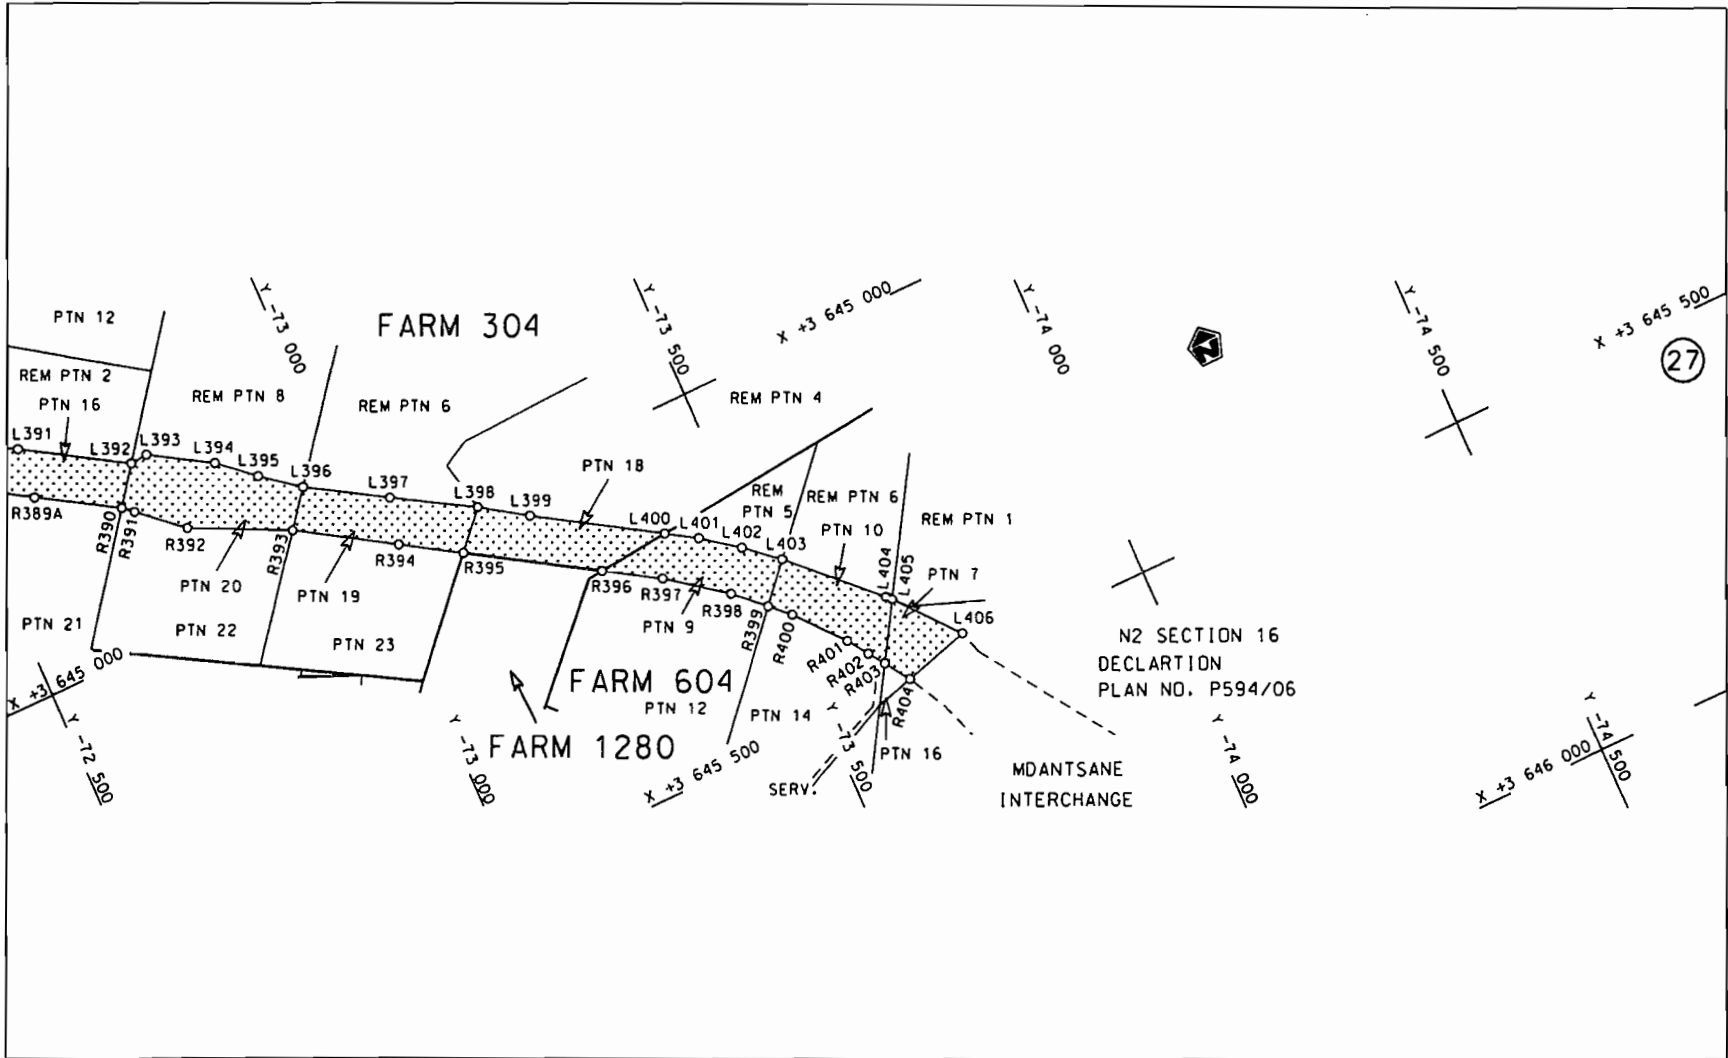 Y -73 000
Y -73 500
X +3 645 000
Y -74 000
Y -74 500
X +3 645 500
27
PTN 12
FARM 304
REM PTN 2
PTN 16
REM PTN 8
REM PTN 6
REM PTN 4
L391
L392
L393
L394
L395
L396
L397
L398
L399
PTN 18
L400
L401
L402
L403
REM
PTN 5
REM PTN 6
PTN 10
REM PTN 1
L404
L405
PTN 7
L406
R389A
R390
R391
R392
R393
R394
R395
R396
R397
R398
R399
R400
R401
R402
R403
R404
PTN 20
PTN 19
PTN 9
PTN 21
PTN 22
PTN 23
FARM 604
PTN 12
PTN 14
PTN 16
FARM 1280
N2 SECTION 16
DECLARTION
PLAN NO. P594/06
X +3 645 000
Y -72 500
Y -73 000
X +3 645 500
Y -73 500
SERV.
MDANTSANE
INTERCHANGE
Y -74 000
X +3 646 000
Y -74 500